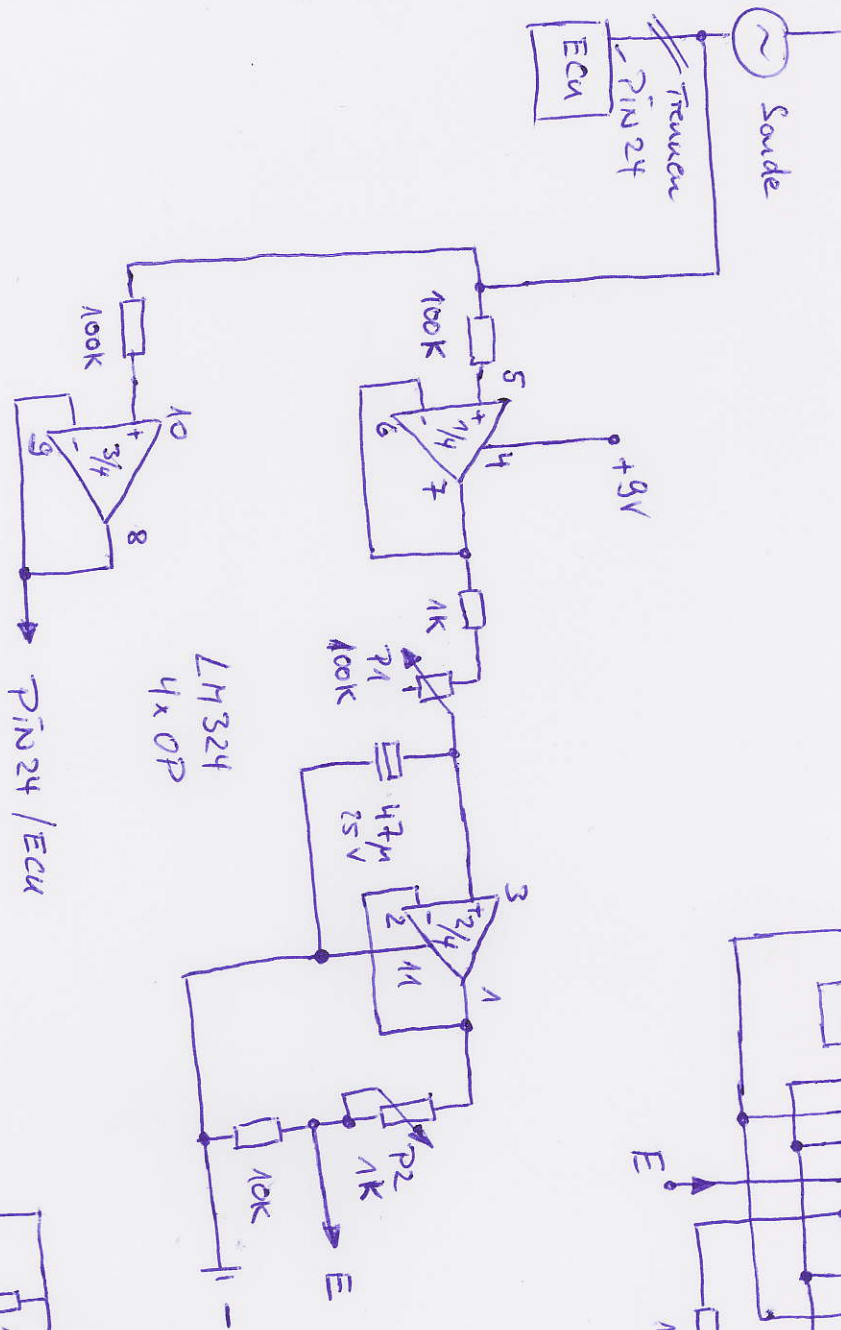 Sonde
Trennen
PiN 24
ECU
+9V
100K
5
+
1/4
-
6
4
7
1K
P1
100K
47µ
25V
3
+
2/4
-
2
11
1
P2
1K
10K
E
-
100K
10
+
3/4
-
9
8
PiN 24 / ECU
LM324
4x OP
E
1